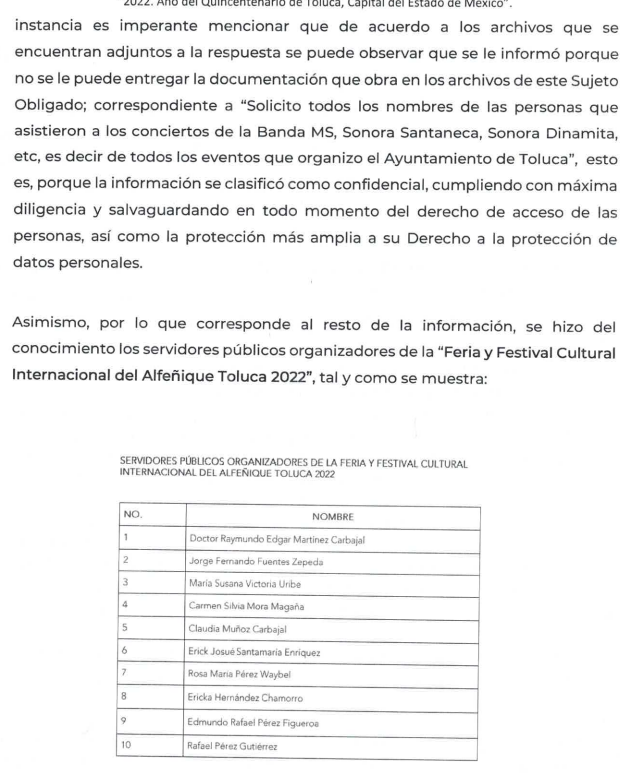 2022. Año del Quincentenario de Toluca, Capital del Estado de México".
instancia es imperante mencionar que de acuerdo a los archivos que se
encuentran adjuntos a la respuesta se puede observar que se le informó porque
no se le puede entregar la documentación que obra en los archivos de este Sujeto
Obligado; correspondiente a “Solicito todos los nombres de las personas que
asistieron a los conciertos de la Banda MS, Sonora Santaneca, Sonora Dinamita,
etc, es decir de todos los eventos que organizo el Ayuntamiento de Toluca”, esto
es, porque la información se clasificó como confidencial, cumpliendo con máxima
diligencia y salvaguardando en todo momento del derecho de acceso de las
personas, así como la protección más amplia a su Derecho a la protección de
datos personales.
Asimismo, por lo que corresponde al resto de la información, se hizo del
conocimiento los servidores públicos organizadores de la “Feria y Festival Cultural
Internacional del Alfeñique Toluca 2022”, tal y como se muestra:
SERVIDORES PÚBLICOS ORGANIZADORES DE LA FERIA Y FESTIVAL CULTURAL
INTERNACIONAL DEL ALFEÑIQUE TOLUCA 2022
NO. NOMBRE
1 Doctor Raymundo Edgar Martínez Carbajal
2 Jorge Fernando Fuentes Zepeda
3 María Susana Victoria Uribe
4 Carmen Silvia Mora Magaña
5 Claudia Muñoz Carbajal
6 Erick Josué Santamaría Enríquez
7 Rosa María Pérez Waybel
8 Ericka Hernández Chamorro
9 Edmundo Rafael Pérez Figueroa
10 Rafael Pérez Gutiérrez